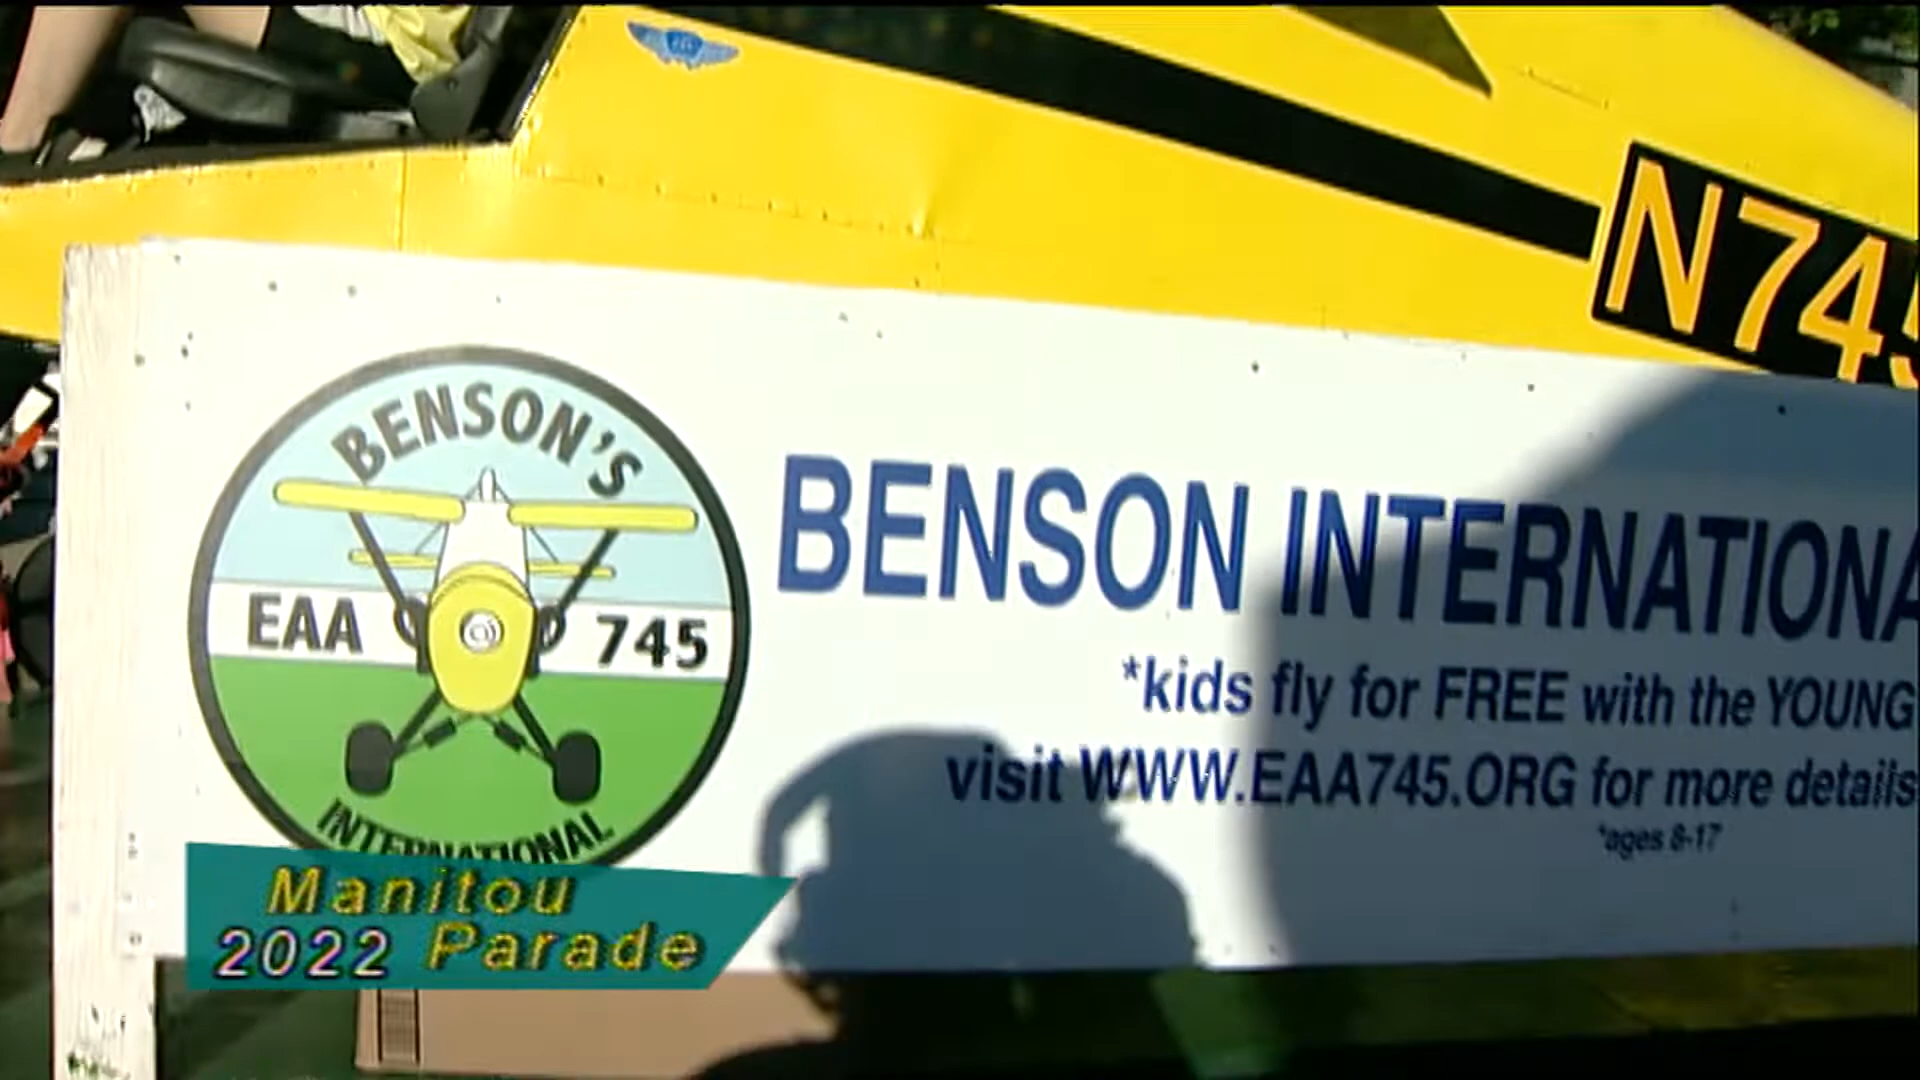 N745
BENSON'S
EAA 745
INTERNATIONAL
BENSON INTERNATIONA
*kids fly for FREE with the YOUNG
visit WWW.EAA745.ORG for more details
*ages 8-17
Manitou
2022 Parade